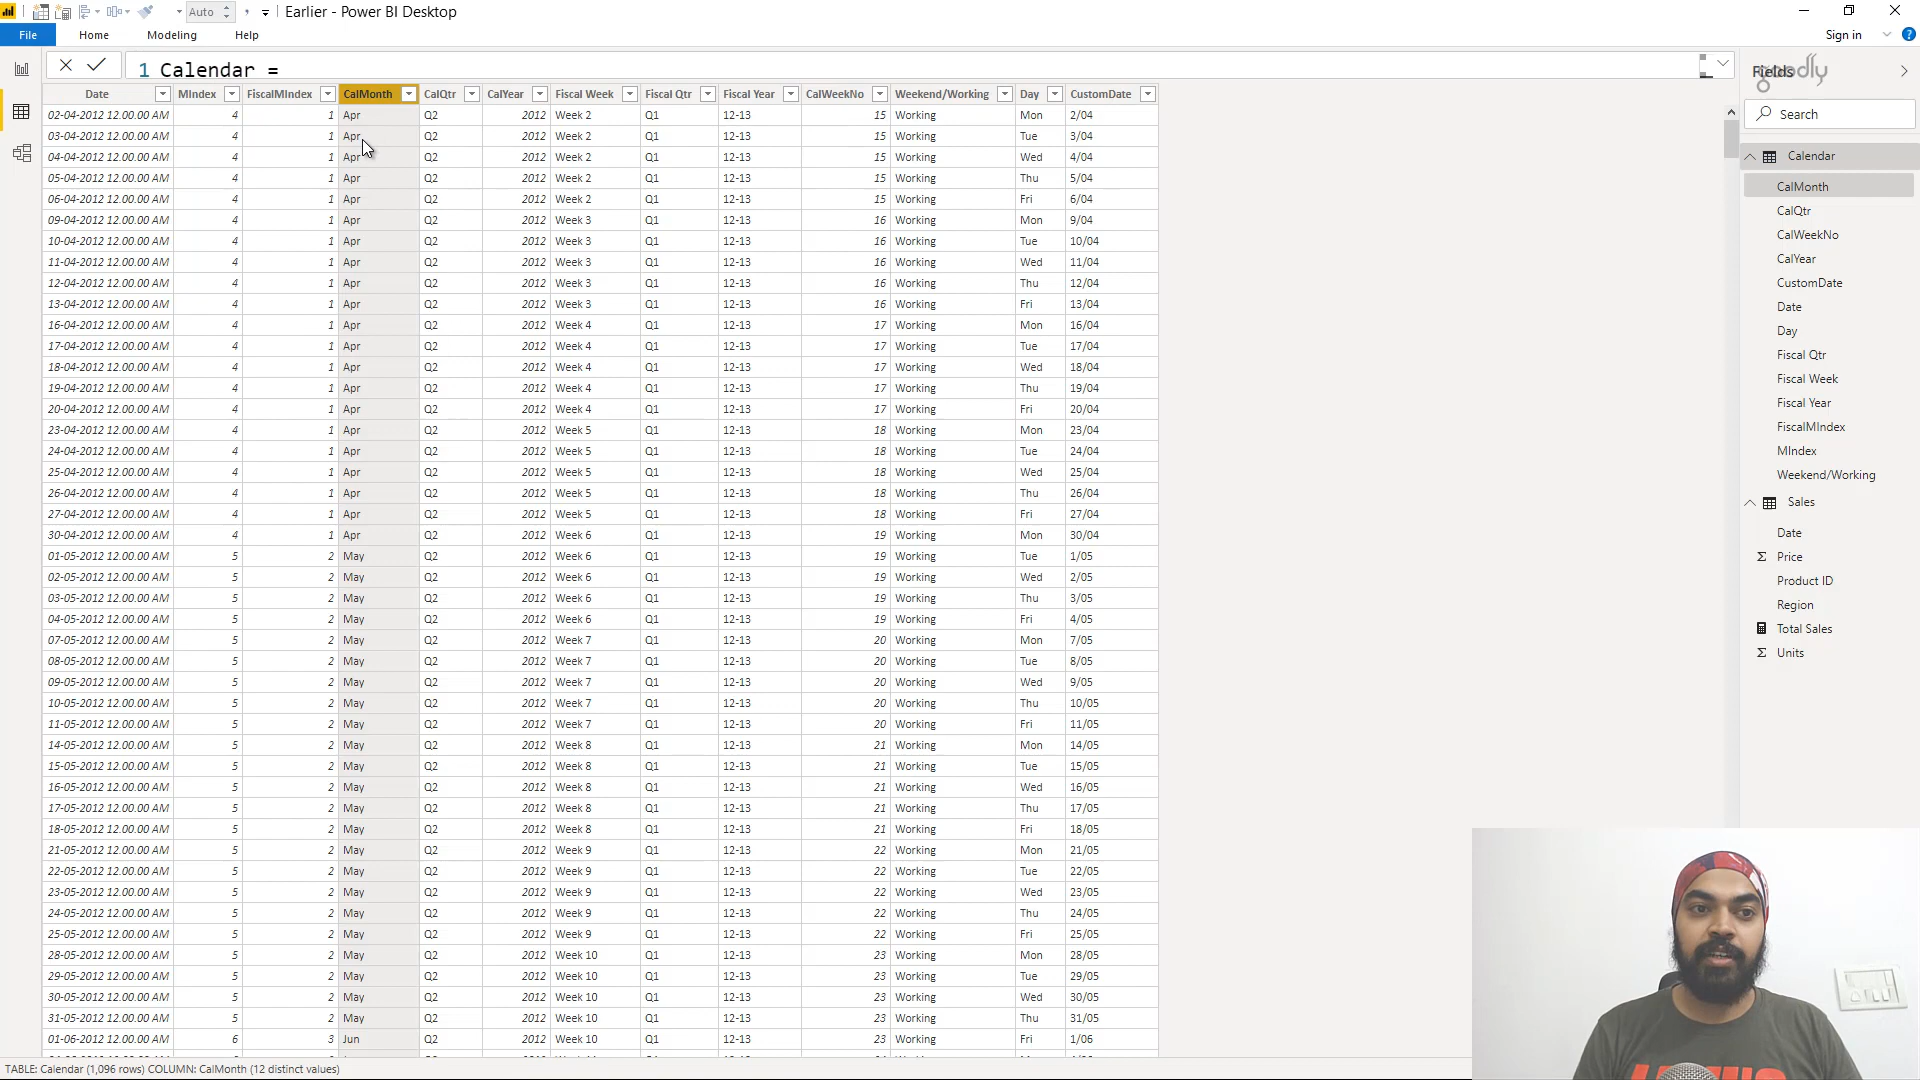 Auto
Earlier - Power BI Desktop
File Home Modeling Help
Sign in
1 Calendar =
Fields
goodly
Search
Date MIndex FiscalMIndex CalMonth CalQtr CalYear Fiscal Week Fiscal Qtr Fiscal Year CalWeekNo Weekend/Working Day CustomDate
02-04-2012 12.00.00 AM 4 1 Apr Q2 2012 Week 2 Q1 12-13 15 Working Mon 2/04
03-04-2012 12.00.00 AM 4 1 Apr Q2 2012 Week 2 Q1 12-13 15 Working Tue 3/04
04-04-2012 12.00.00 AM 4 1 Apr Q2 2012 Week 2 Q1 12-13 15 Working Wed 4/04
05-04-2012 12.00.00 AM 4 1 Apr Q2 2012 Week 2 Q1 12-13 15 Working Thu 5/04
06-04-2012 12.00.00 AM 4 1 Apr Q2 2012 Week 2 Q1 12-13 15 Working Fri 6/04
09-04-2012 12.00.00 AM 4 1 Apr Q2 2012 Week 3 Q1 12-13 16 Working Mon 9/04
10-04-2012 12.00.00 AM 4 1 Apr Q2 2012 Week 3 Q1 12-13 16 Working Tue 10/04
11-04-2012 12.00.00 AM 4 1 Apr Q2 2012 Week 3 Q1 12-13 16 Working Wed 11/04
12-04-2012 12.00.00 AM 4 1 Apr Q2 2012 Week 3 Q1 12-13 16 Working Thu 12/04
13-04-2012 12.00.00 AM 4 1 Apr Q2 2012 Week 3 Q1 12-13 16 Working Fri 13/04
16-04-2012 12.00.00 AM 4 1 Apr Q2 2012 Week 4 Q1 12-13 17 Working Mon 16/04
17-04-2012 12.00.00 AM 4 1 Apr Q2 2012 Week 4 Q1 12-13 17 Working Tue 17/04
18-04-2012 12.00.00 AM 4 1 Apr Q2 2012 Week 4 Q1 12-13 17 Working Wed 18/04
19-04-2012 12.00.00 AM 4 1 Apr Q2 2012 Week 4 Q1 12-13 17 Working Thu 19/04
20-04-2012 12.00.00 AM 4 1 Apr Q2 2012 Week 4 Q1 12-13 17 Working Fri 20/04
23-04-2012 12.00.00 AM 4 1 Apr Q2 2012 Week 5 Q1 12-13 18 Working Mon 23/04
24-04-2012 12.00.00 AM 4 1 Apr Q2 2012 Week 5 Q1 12-13 18 Working Tue 24/04
25-04-2012 12.00.00 AM 4 1 Apr Q2 2012 Week 5 Q1 12-13 18 Working Wed 25/04
26-04-2012 12.00.00 AM 4 1 Apr Q2 2012 Week 5 Q1 12-13 18 Working Thu 26/04
27-04-2012 12.00.00 AM 4 1 Apr Q2 2012 Week 5 Q1 12-13 18 Working Fri 27/04
30-04-2012 12.00.00 AM 4 1 Apr Q2 2012 Week 6 Q1 12-13 19 Working Mon 30/04
01-05-2012 12.00.00 AM 5 2 May Q2 2012 Week 6 Q1 12-13 19 Working Tue 1/05
02-05-2012 12.00.00 AM 5 2 May Q2 2012 Week 6 Q1 12-13 19 Working Wed 2/05
03-05-2012 12.00.00 AM 5 2 May Q2 2012 Week 6 Q1 12-13 19 Working Thu 3/05
04-05-2012 12.00.00 AM 5 2 May Q2 2012 Week 6 Q1 12-13 19 Working Fri 4/05
07-05-2012 12.00.00 AM 5 2 May Q2 2012 Week 7 Q1 12-13 20 Working Mon 7/05
08-05-2012 12.00.00 AM 5 2 May Q2 2012 Week 7 Q1 12-13 20 Working Tue 8/05
09-05-2012 12.00.00 AM 5 2 May Q2 2012 Week 7 Q1 12-13 20 Working Wed 9/05
10-05-2012 12.00.00 AM 5 2 May Q2 2012 Week 7 Q1 12-13 20 Working Thu 10/05
11-05-2012 12.00.00 AM 5 2 May Q2 2012 Week 7 Q1 12-13 20 Working Fri 11/05
14-05-2012 12.00.00 AM 5 2 May Q2 2012 Week 8 Q1 12-13 21 Working Mon 14/05
15-05-2012 12.00.00 AM 5 2 May Q2 2012 Week 8 Q1 12-13 21 Working Tue 15/05
16-05-2012 12.00.00 AM 5 2 May Q2 2012 Week 8 Q1 12-13 21 Working Wed 16/05
17-05-2012 12.00.00 AM 5 2 May Q2 2012 Week 8 Q1 12-13 21 Working Thu 17/05
18-05-2012 12.00.00 AM 5 2 May Q2 2012 Week 8 Q1 12-13 21 Working Fri 18/05
21-05-2012 12.00.00 AM 5 2 May Q2 2012 Week 9 Q1 12-13 22 Working Mon 21/05
22-05-2012 12.00.00 AM 5 2 May Q2 2012 Week 9 Q1 12-13 22 Working Tue 22/05
23-05-2012 12.00.00 AM 5 2 May Q2 2012 Week 9 Q1 12-13 22 Working Wed 23/05
24-05-2012 12.00.00 AM 5 2 May Q2 2012 Week 9 Q1 12-13 22 Working Thu 24/05
25-05-2012 12.00.00 AM 5 2 May Q2 2012 Week 9 Q1 12-13 22 Working Fri 25/05
28-05-2012 12.00.00 AM 5 2 May Q2 2012 Week 10 Q1 12-13 23 Working Mon 28/05
29-05-2012 12.00.00 AM 5 2 May Q2 2012 Week 10 Q1 12-13 23 Working Tue 29/05
30-05-2012 12.00.00 AM 5 2 May Q2 2012 Week 10 Q1 12-13 23 Working Wed 30/05
31-05-2012 12.00.00 AM 5 2 May Q2 2012 Week 10 Q1 12-13 23 Working Thu 31/05
01-06-2012 12.00.00 AM 6 3 Jun Q2 2012 Week 10 Q1 12-13 23 Working Fri 1/06
Calendar
CalMonth
CalQtr
CalWeekNo
CalYear
CustomDate
Date
Day
Fiscal Qtr
Fiscal Week
Fiscal Year
FiscalMIndex
MIndex
Weekend/Working
Sales
Date
Σ Price
Product ID
Region
Total Sales
Σ Units
TABLE: Calendar (1,096 rows) COLUMN: CalMonth (12 distinct values)